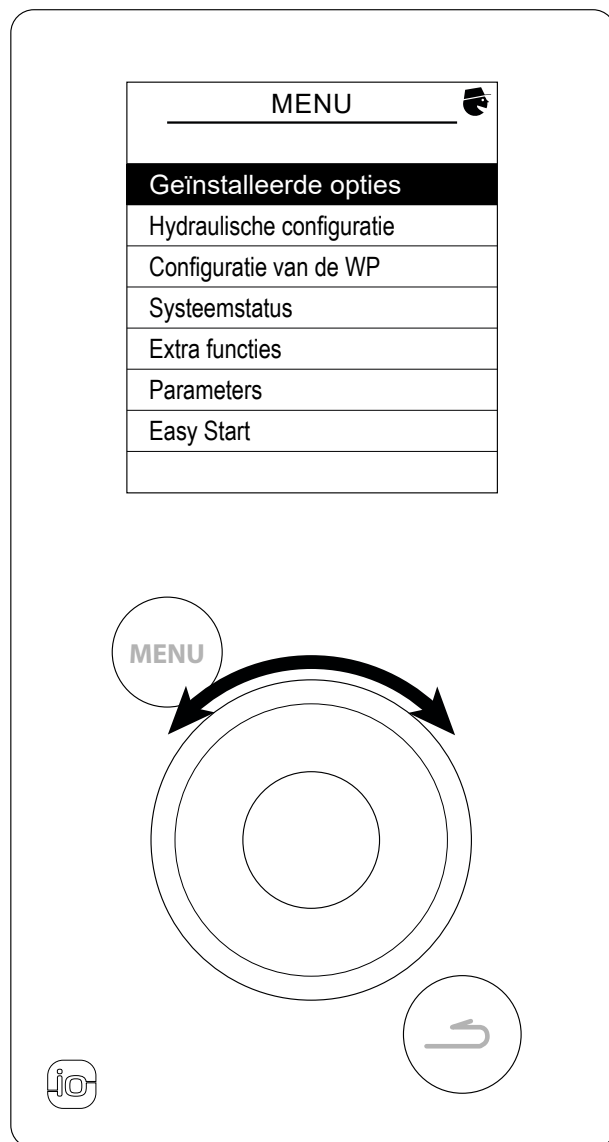 MENU
Geïnstalleerde opties
Hydraulische configuratie
Configuratie van de WP
Systeemstatus
Extra functies
Parameters
Easy Start
MENU
io